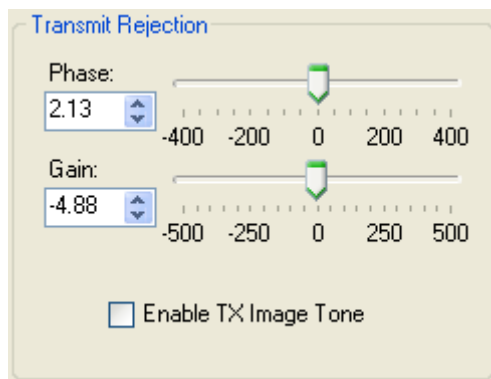 Transmit Rejection
Phase:
2.13
-400 -200 0 200 400
Gain:
-4.88
-500 -250 0 250 500
Enable TX Image Tone